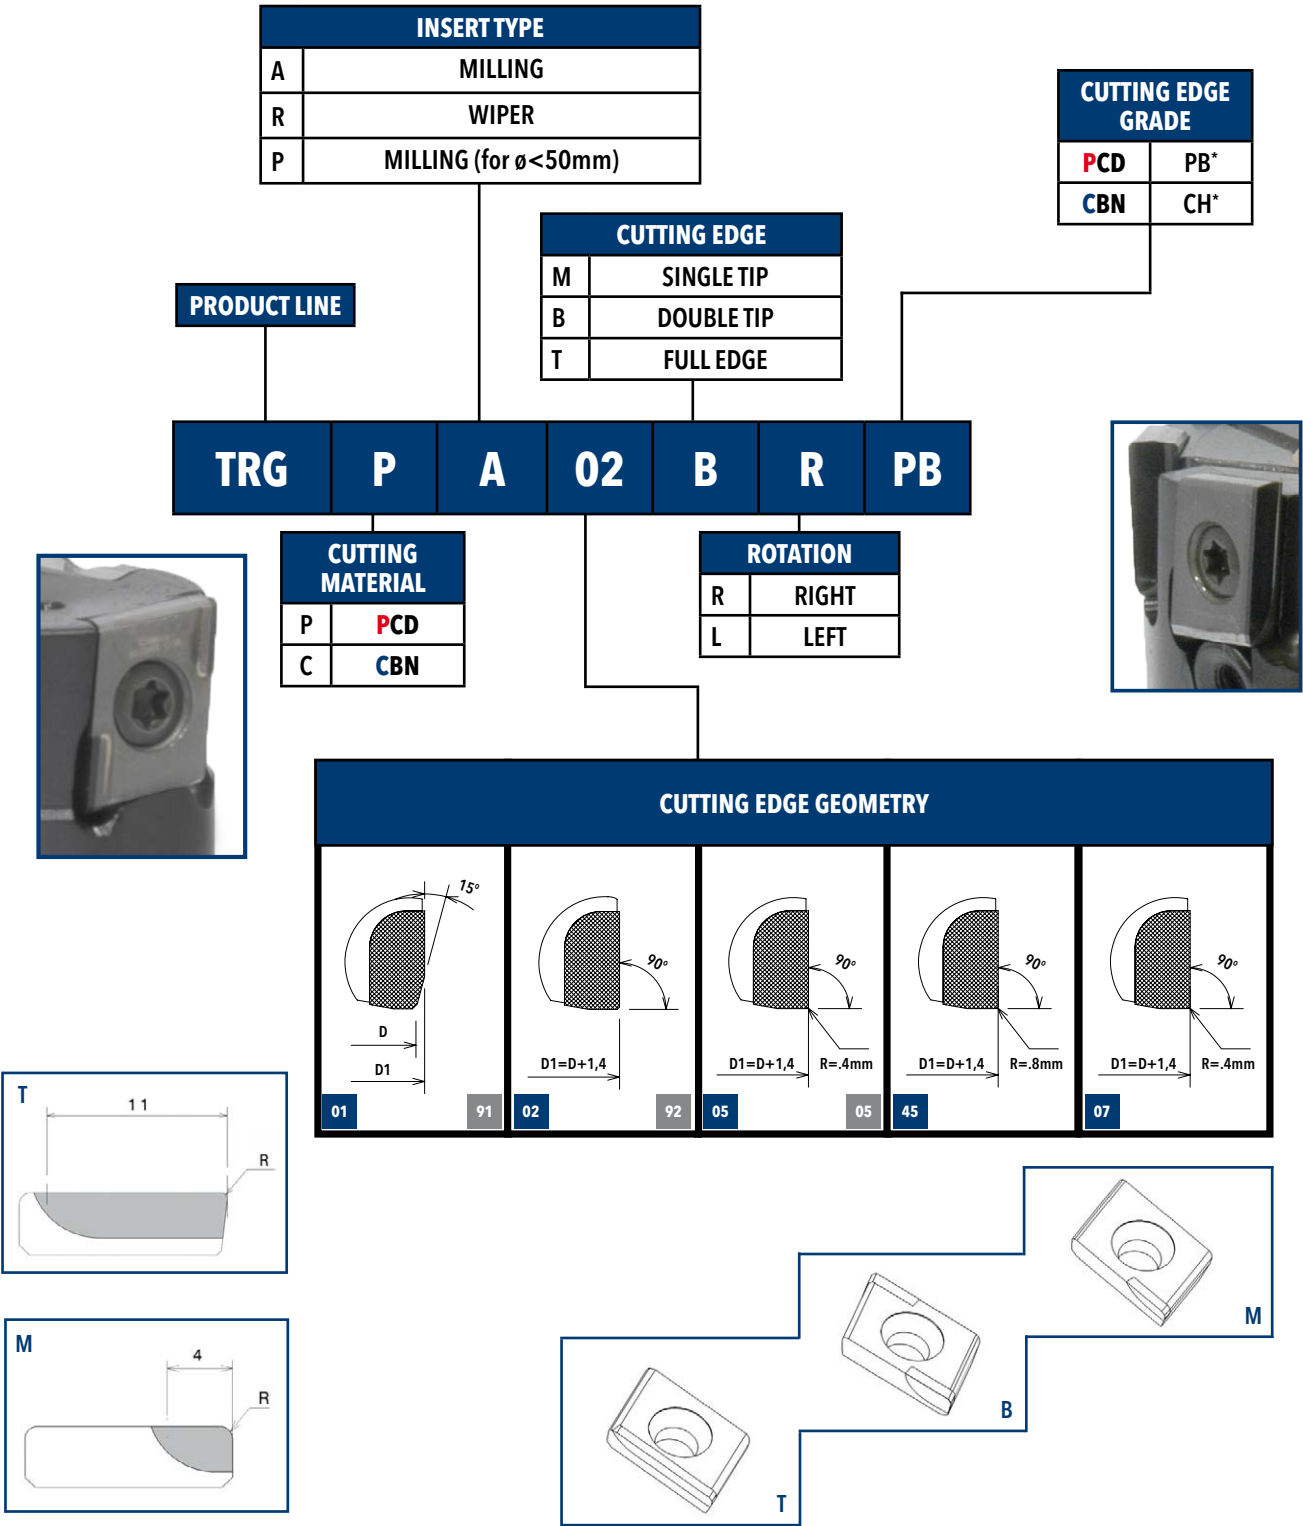 INSERT TYPE
A MILLING
R WIPER
P MILLING (for ø<50mm)
CUTTING EDGE
GRADE
PCD PB*
CBN CH*
CUTTING EDGE
M SINGLE TIP
B DOUBLE TIP
T FULL EDGE
PRODUCT LINE
TRG P A 02 B R PB
CUTTING
MATERIAL
P PCD
C CBN
ROTATION
R RIGHT
L LEFT
CUTTING EDGE GEOMETRY
15°
D
D1
01 91
90°
D1=D+1,4
02 92
90°
D1=D+1,4 R=.4mm
05 05
90°
D1=D+1,4 R=.8mm
45
90°
D1=D+1,4 R=.4mm
07
T
11
R
M
4
R
M
B
T